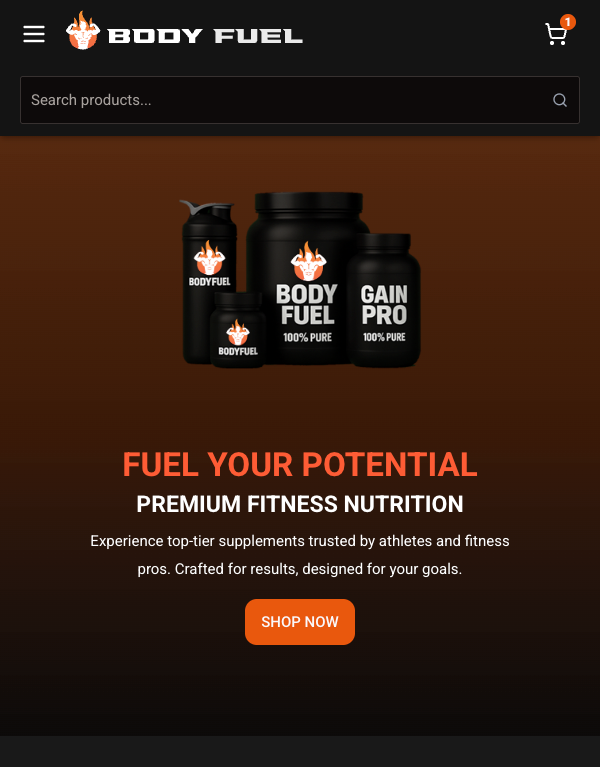 BODY FUEL
1
Search products...
BODYFUEL
BODYFUEL
BODY
FUEL
100% PURE
GAIN
PRO
100% PURE
FUEL YOUR POTENTIAL
PREMIUM FITNESS NUTRITION
Experience top-tier supplements trusted by athletes and fitness
pros. Crafted for results, designed for your goals.
SHOP NOW